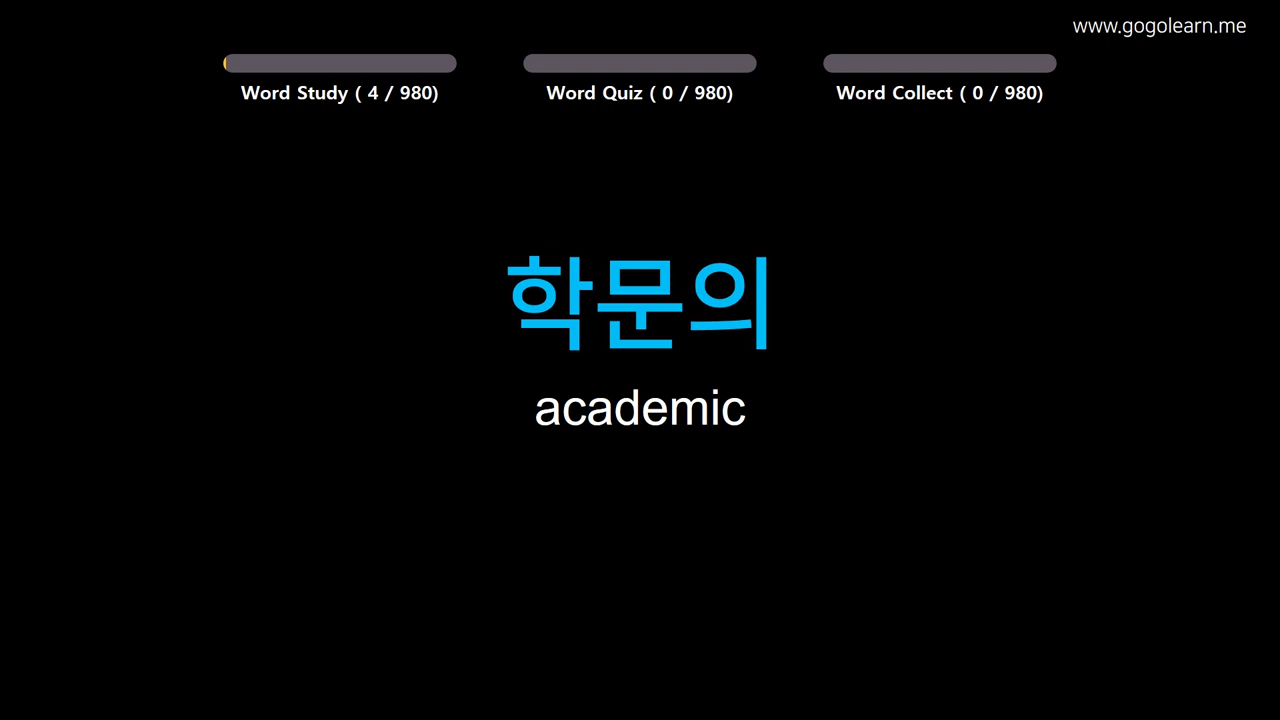 www.gogolearn.me
Word Study ( 4 / 980)
Word Quiz ( 0 / 980)
Word Collect ( 0 / 980)
학문의
academic